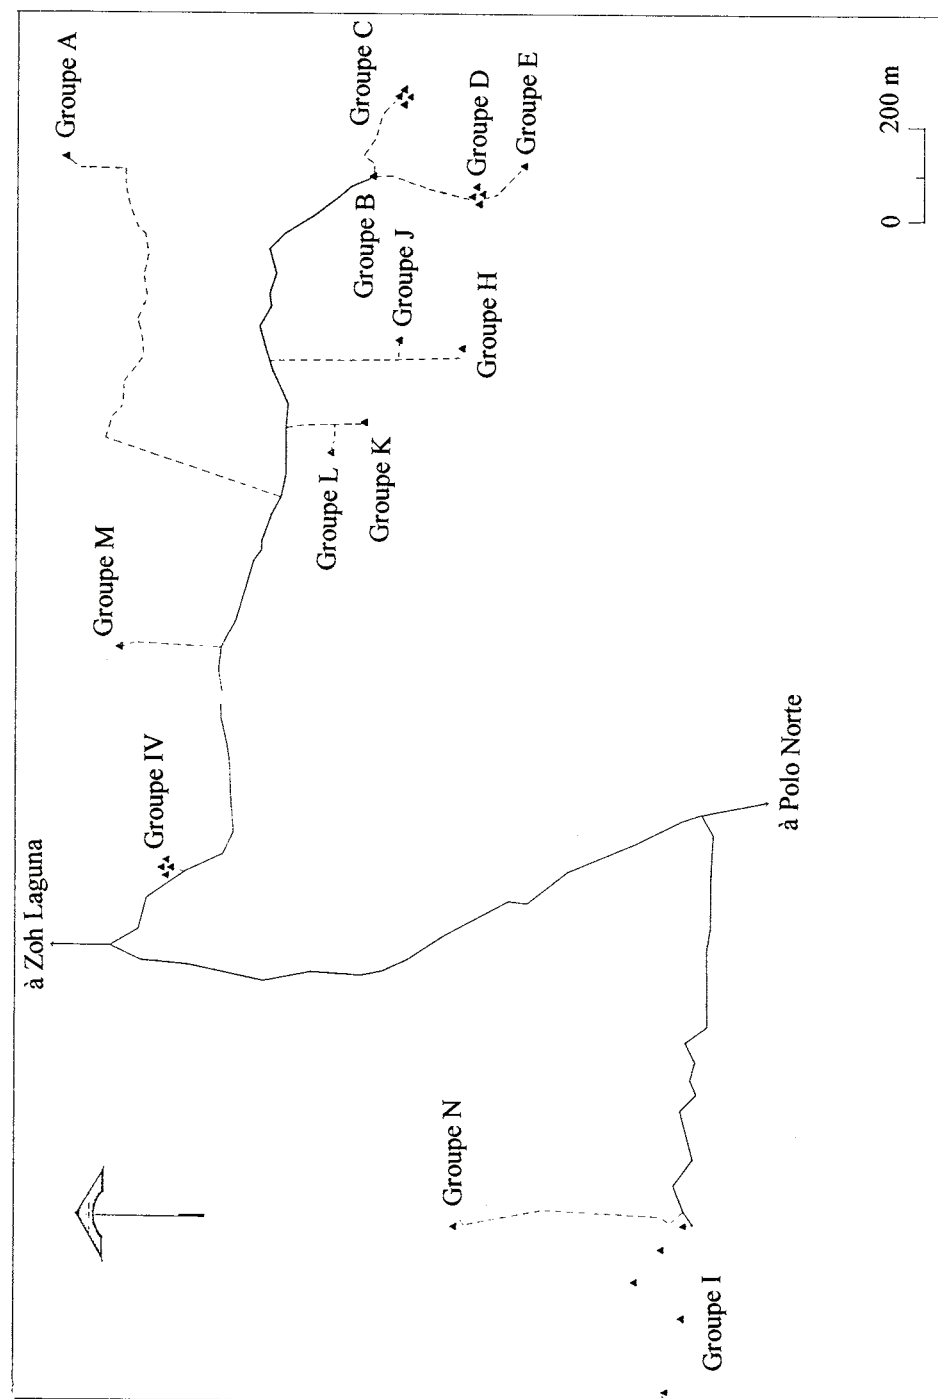 à Zoh Laguna
Groupe A
Groupe M
Groupe IV
Groupe C
Groupe B
Groupe J
Groupe D
Groupe E
Groupe H
Groupe L
Groupe K
Groupe N
Groupe I
à Polo Norte
0 200 m